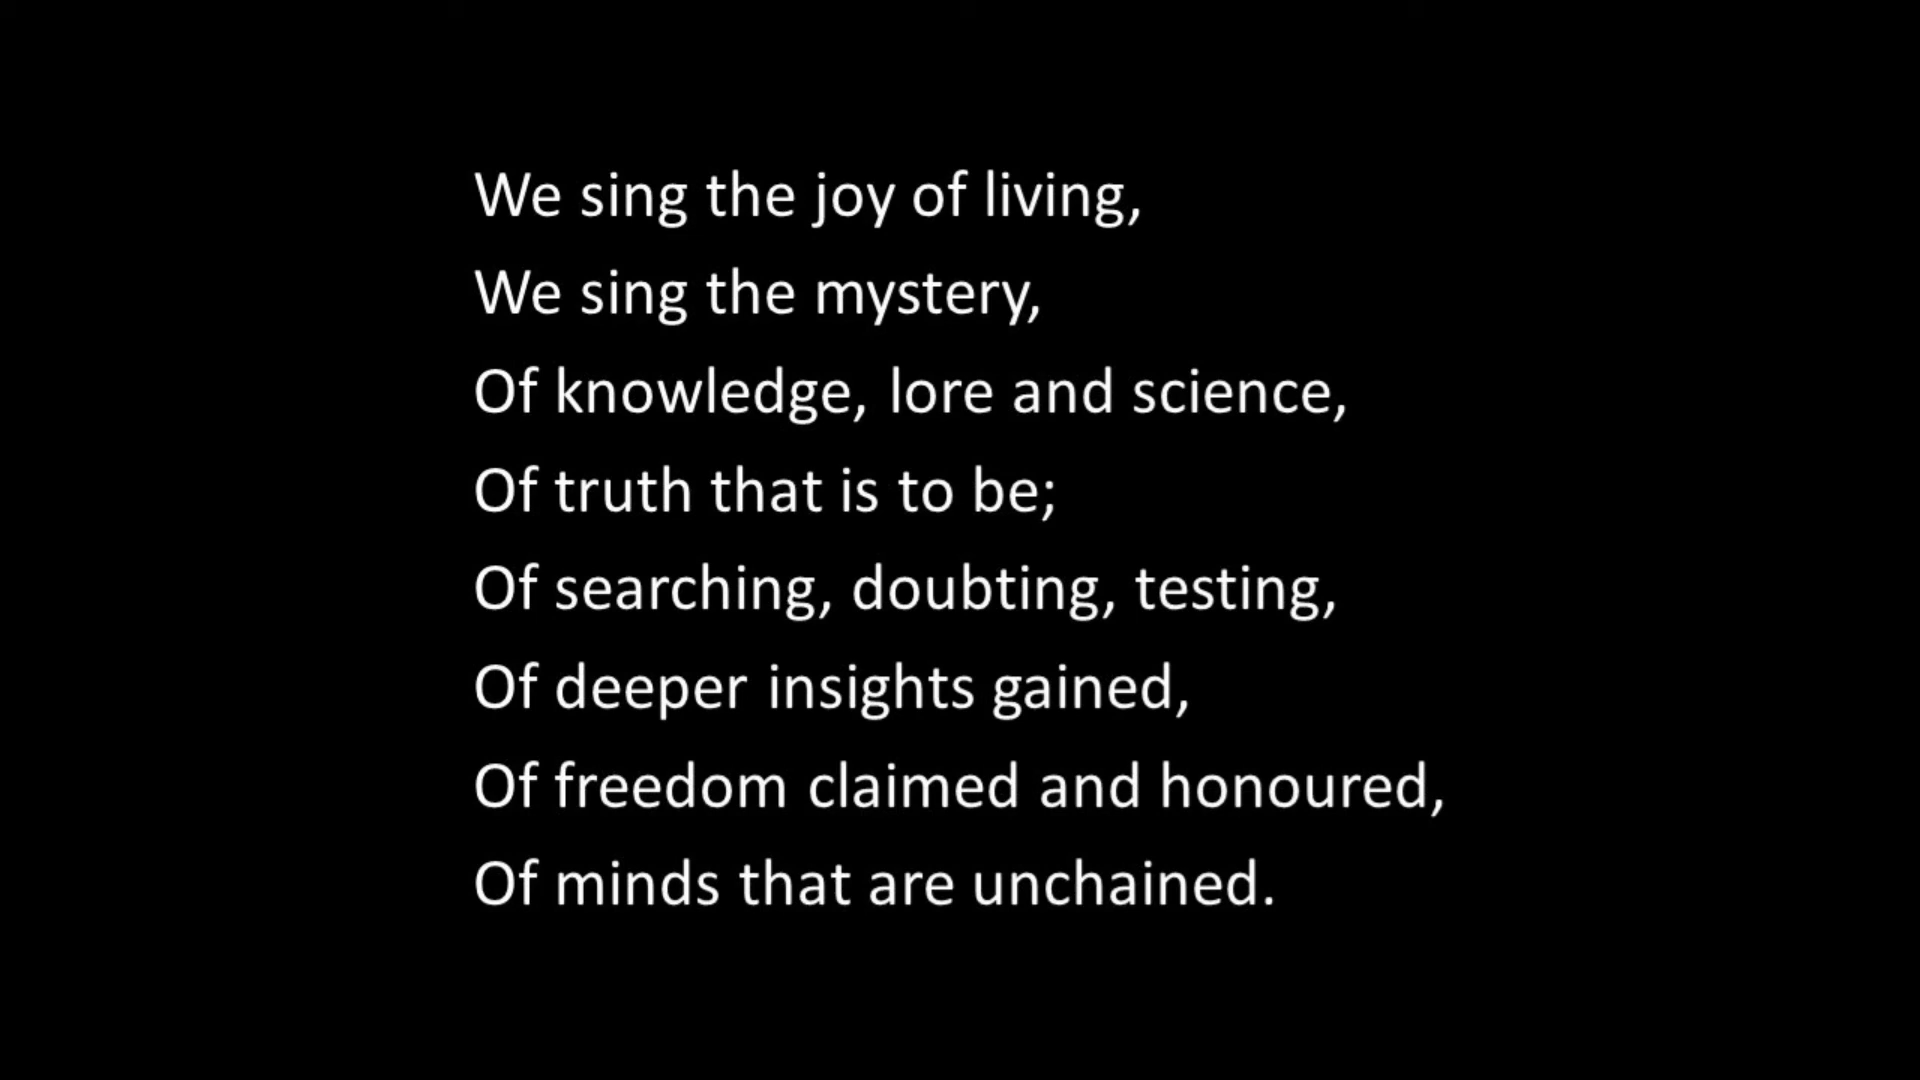 We sing the joy of living,
We sing the mystery,
Of knowledge, lore and science,
Of truth that is to be;
Of searching, doubting, testing,
Of deeper insights gained,
Of freedom claimed and honoured,
Of minds that are unchained.